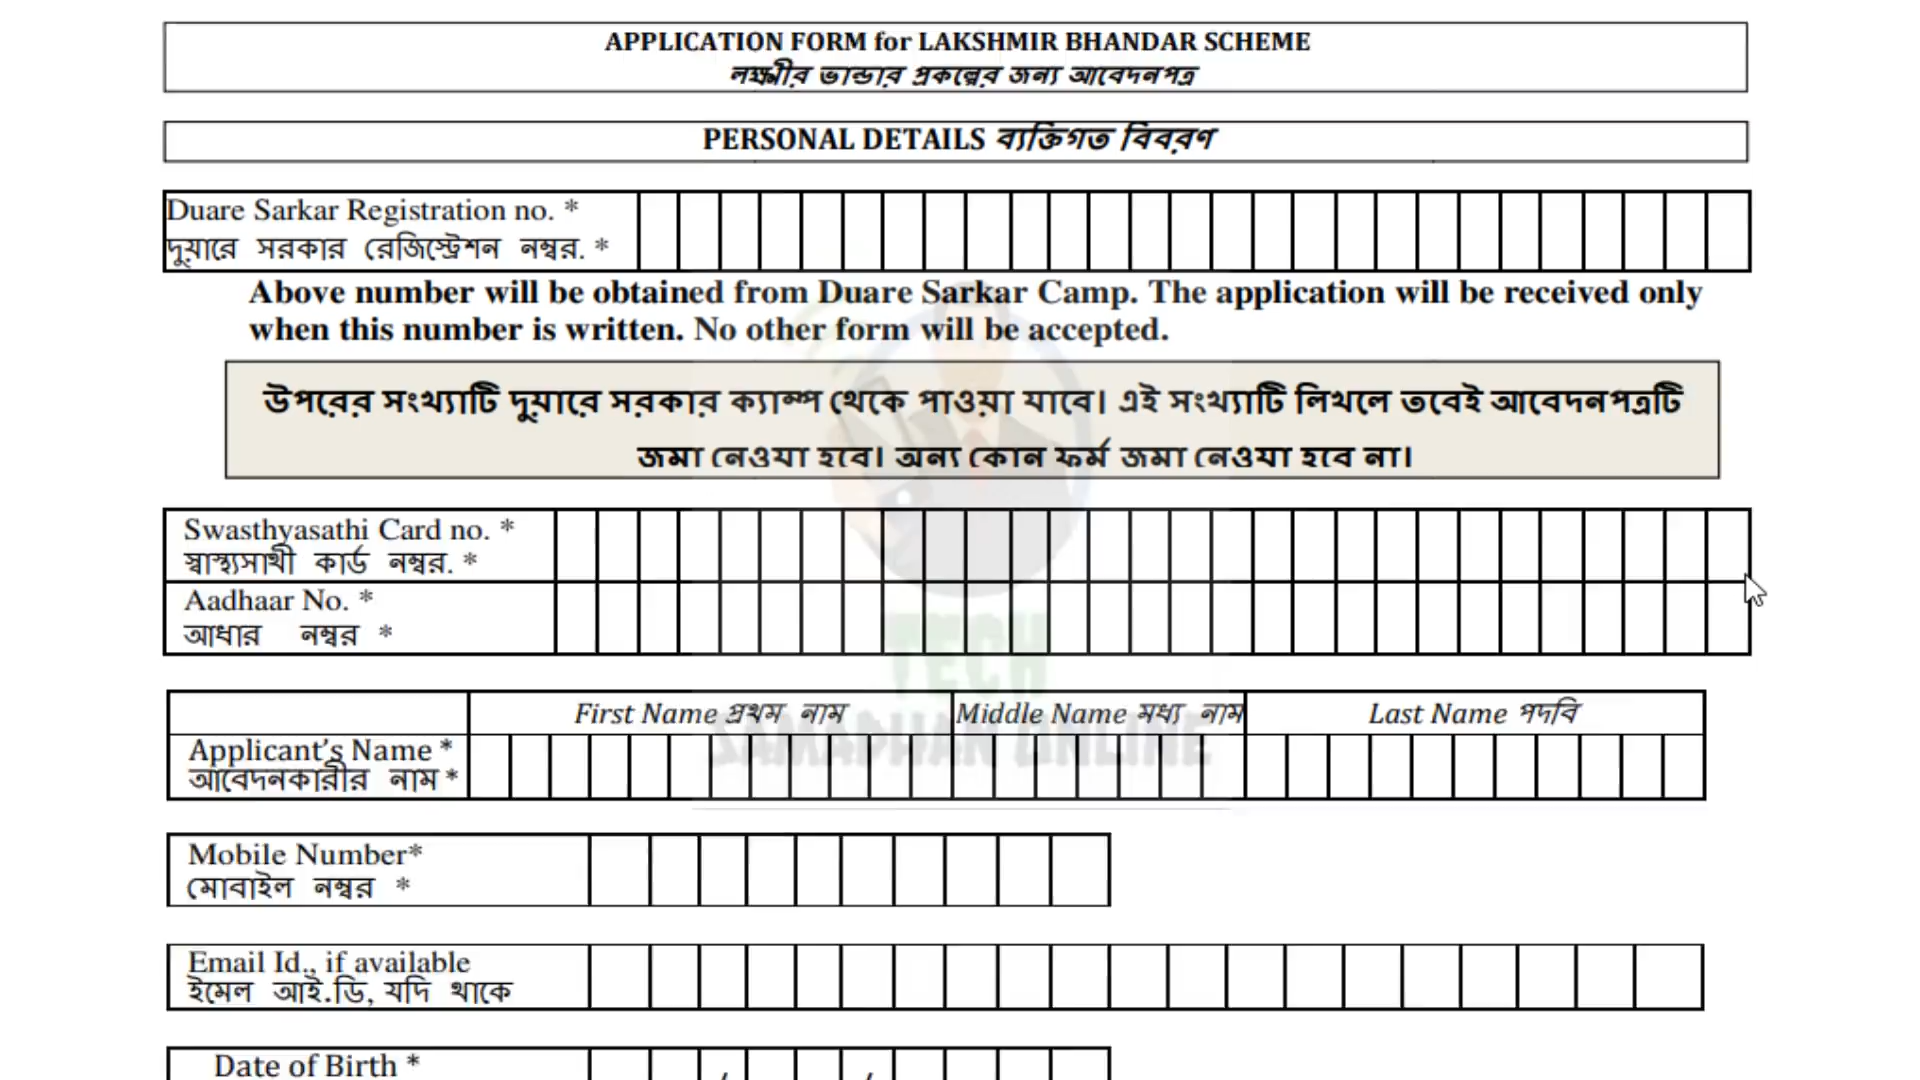 APPLICATION FORM for LAKSHMIR BHANDAR SCHEME
লক্ষ্মীর ভান্ডার প্রকল্পের জন্য আবেদনপত্র
PERSONAL DETAILS ব্যক্তিগত বিবরণ
Duare Sarkar Registration no. *
দুয়ারে সরকার রেজিস্ট্রেশন নম্বর. *
Above number will be obtained from Duare Sarkar Camp. The application will be received only
when this number is written. No other form will be accepted.
উপরের সংখ্যাটি দুয়ারে সরকার ক্যাম্প থেকে পাওয়া যাবে। এই সংখ্যাটি লিখলে তবেই আবেদনপত্রটি
জমা নেওয়া হবে। অন্য কোন ফর্ম জমা নেওয়া হবে না।
Swasthyasathi Card no. *
স্বাস্থ্যসাথী কার্ড নম্বর. *
Aadhaar No. *
আধার নম্বর *
TECH
SAMADHAN ONLINE
First Name প্রথম নাম Middle Name মধ্য নাম Last Name পদবি
Applicant’s Name *
আবেদনকারীর নাম *
Mobile Number*
মোবাইল নম্বর *
Email Id., if available
ইমেল আই.ডি, যদি থাকে
Date of Birth *